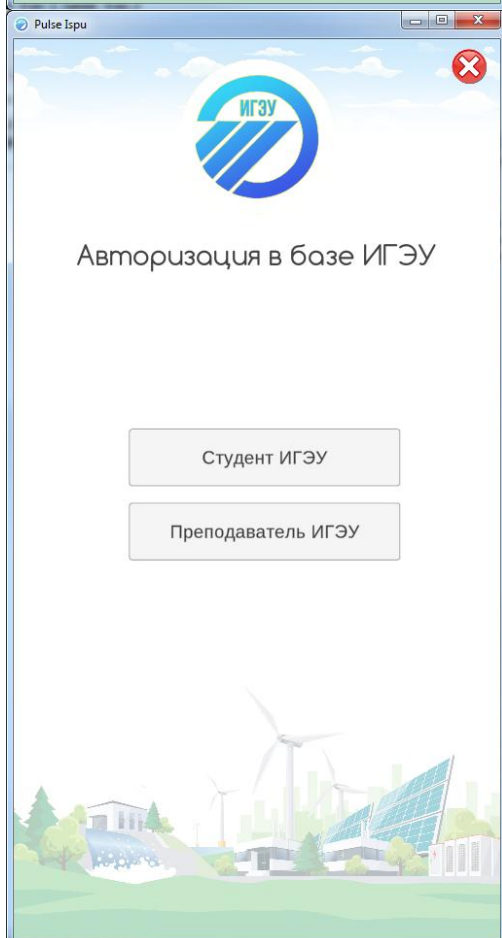 Pulse Ispu
ИГЭУ
Авторизация в базе ИГЭУ
Студент ИГЭУ
Преподаватель ИГЭУ